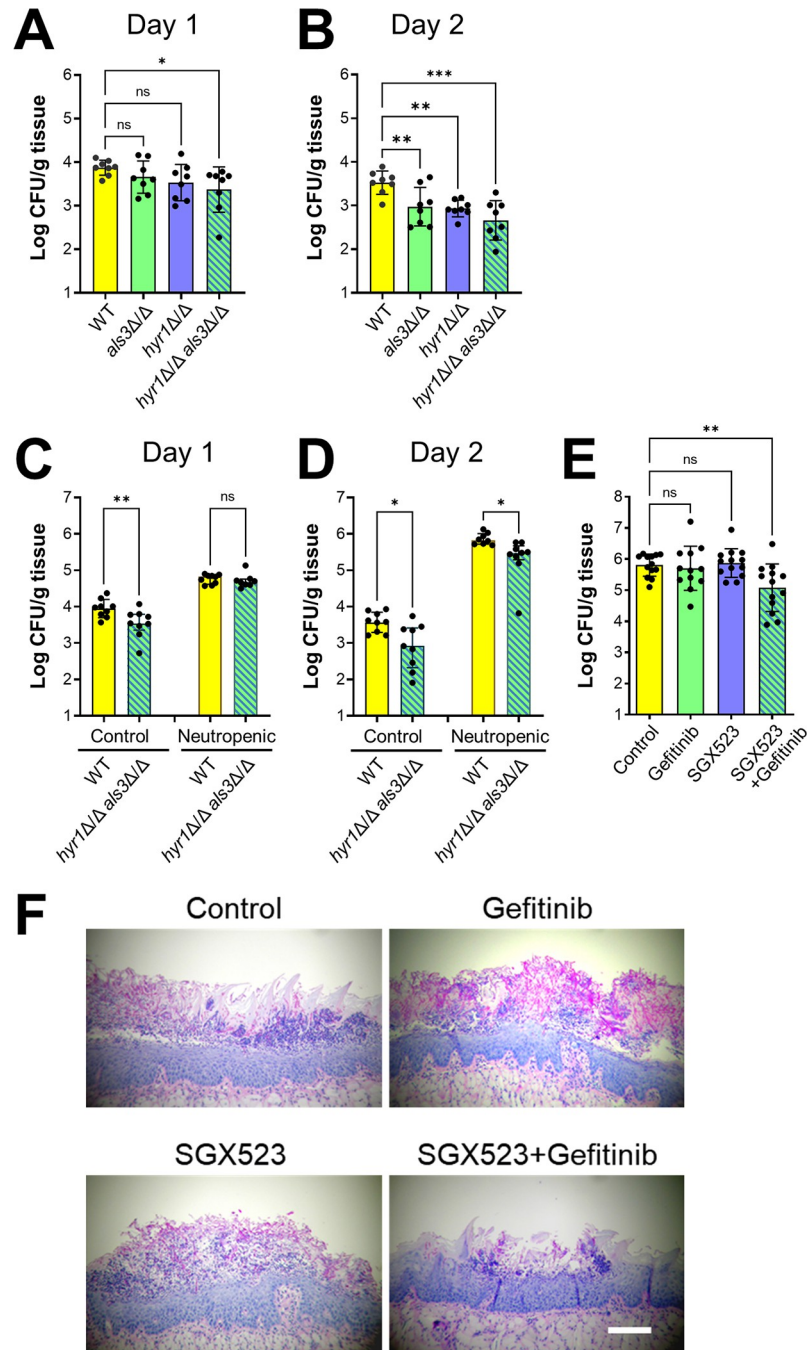 A
Day 1
Log CFU/g tissue
6
5
4
3
2
1
*
ns
ns
WT
als3Δ/Δ
hyr1Δ/Δ
hyr1Δ/Δ als3Δ/Δ
B
Day 2
Log CFU/g tissue
6
5
4
3
2
1
***
**
**
WT
als3Δ/Δ
hyr1Δ/Δ
hyr1Δ/Δ als3Δ/Δ
C
Day 1
Log CFU/g tissue
7
6
5
4
3
2
1
**
ns
Control
Neutropenic
WT
hyr1Δ/Δ als3Δ/Δ
WT
hyr1Δ/Δ als3Δ/Δ
D
Day 2
Log CFU/g tissue
7
6
5
4
3
2
1
*
*
Control
Neutropenic
WT
hyr1Δ/Δ als3Δ/Δ
WT
hyr1Δ/Δ als3Δ/Δ
E
Log CFU/g tissue
8
7
6
5
4
3
2
1
**
ns
ns
Control
Gefitinib
SGX523
SGX523
+Gefitinib
F
Control
Gefitinib
SGX523
SGX523+Gefitinib